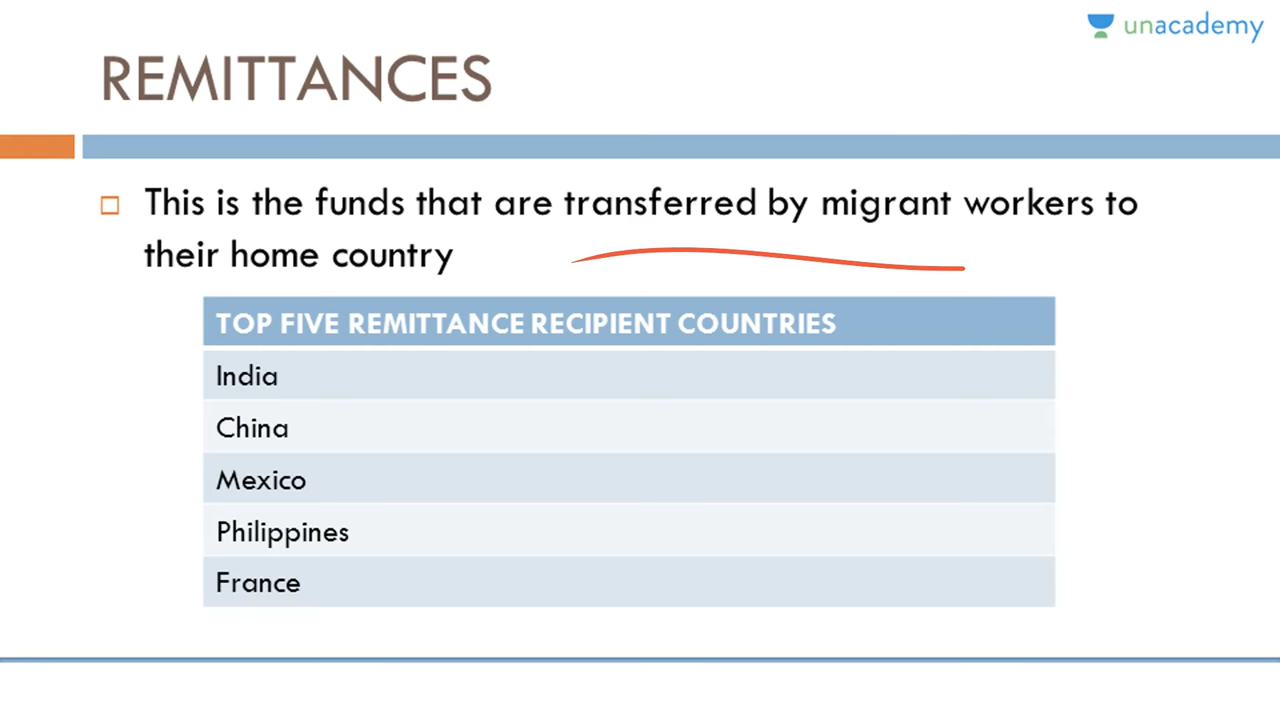 unacademy
REMITTANCES
This is the funds that are transferred by migrant workers to
their home country
TOP FIVE REMITTANCE RECIPIENT COUNTRIES
India
China
Mexico
Philippines
France